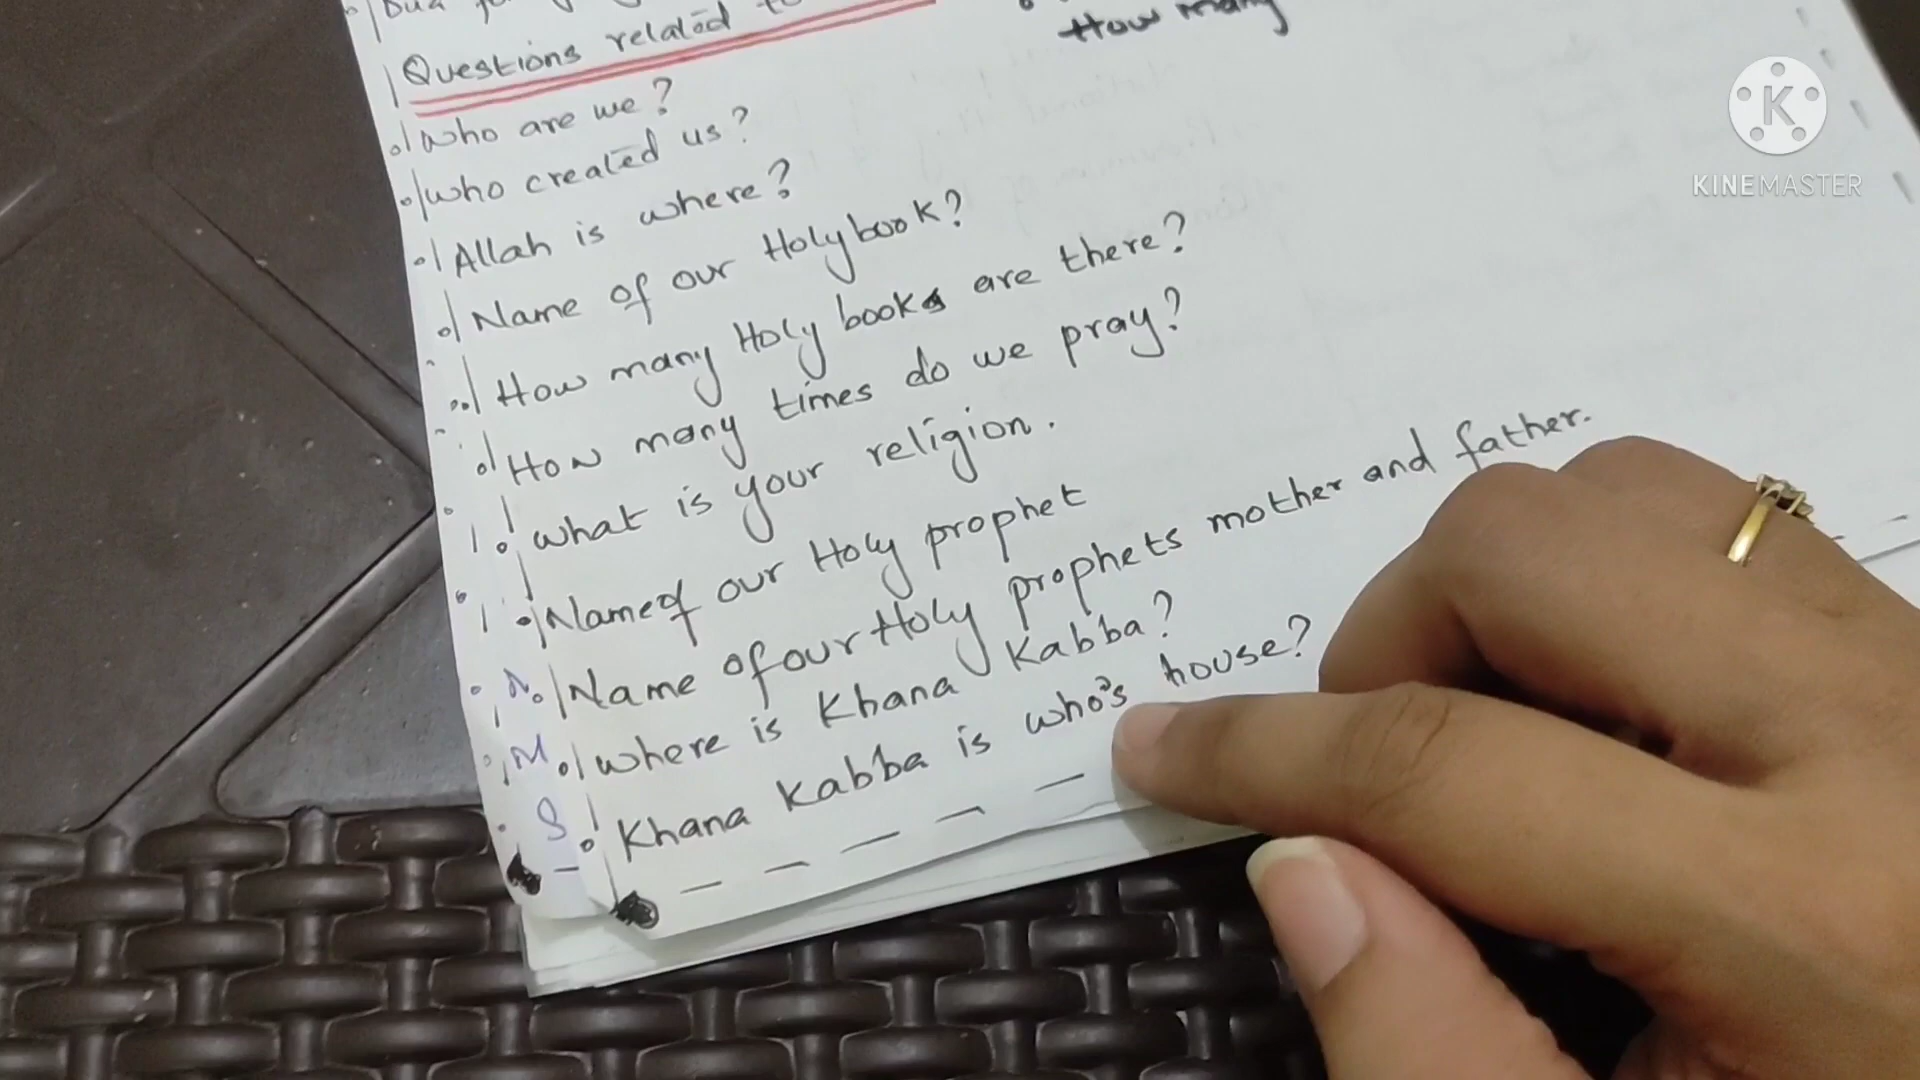 Dua
Questions related to
How many
Who are we?
who created us?
Allah is where?
Name of our Holybook?
How many Holy books are there?
How many times do we pray?
what is your religion.
Name of our Holy prophet
Name of our Holy prophets mother and father.
where is Khana Kabba?
Khana Kabba is who's house?
N
M
S
K
KINEMASTER